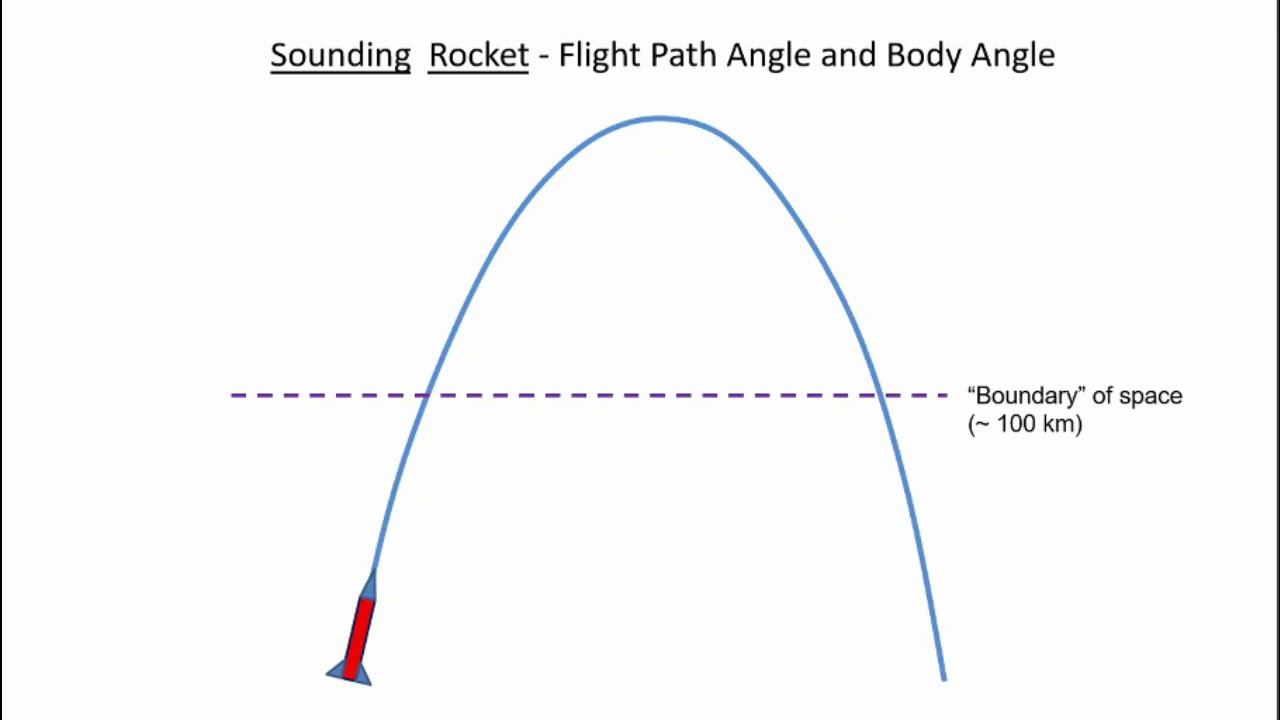 Sounding Rocket - Flight Path Angle and Body Angle
“Boundary” of space
(~ 100 km)